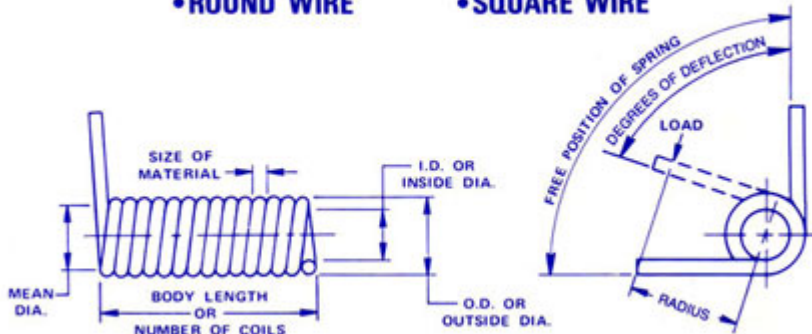 •ROUND WIRE •SQUARE WIRE
FREE POSITION OF SPRING
DEGREES OF DEFLECTION
LOAD
SIZE OF
MATERIAL
I.D. OR
INSIDE DIA.
MEAN
DIA.
BODY LENGTH
OR
NUMBER OF COILS
O.D. OR
OUTSIDE DIA.
RADIUS